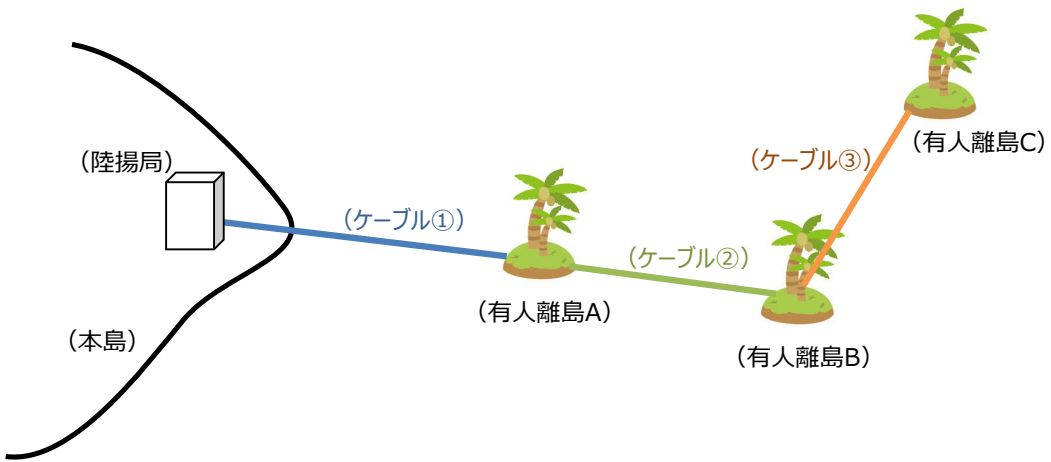 （陸揚局）
（ケーブル①）
（ケーブル②）
（ケーブル③）
（有人離島C）
（有人離島A）
（有人離島B）
（本島）